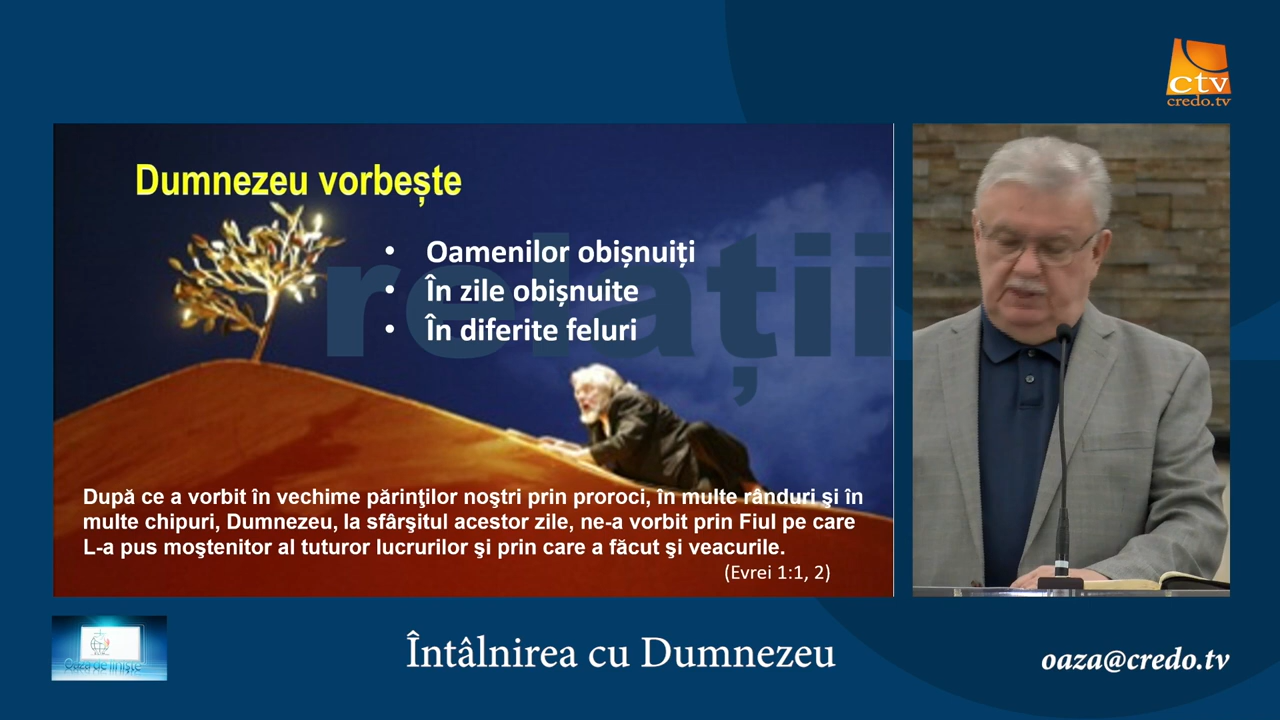 ctv
credo.tv
Dumnezeu vorbește
relații
• Oamenilor obișnuiți
• În zile obișnuite
• În diferite feluri
După ce a vorbit în vechime părinţilor noştri prin proroci, în multe rânduri şi în
multe chipuri, Dumnezeu, la sfârşitul acestor zile, ne-a vorbit prin Fiul pe care
L-a pus moştenitor al tuturor lucrurilor şi prin care a făcut şi veacurile.
(Evrei 1:1, 2)
Oaza de linişte
Întâlnirea cu Dumnezeu
oaza@credo.tv